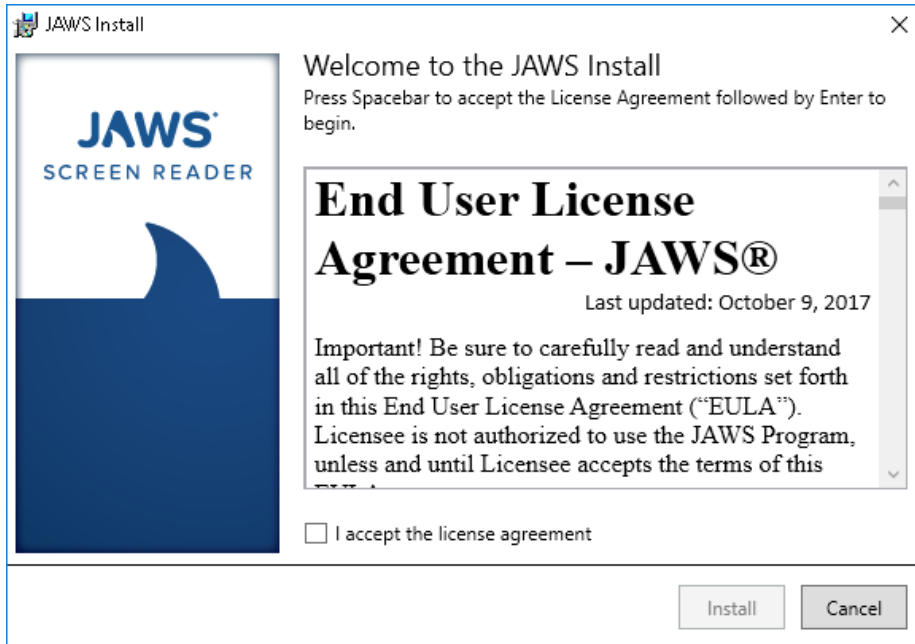 JAWS Install
JAWS®
SCREEN READER
Welcome to the JAWS Install
Press Spacebar to accept the License Agreement followed by Enter to
begin.
End User License
Agreement – JAWS®
Last updated: October 9, 2017
Important! Be sure to carefully read and understand
all of the rights, obligations and restrictions set forth
in this End User License Agreement (“EULA”).
Licensee is not authorized to use the JAWS Program,
unless and until Licensee accepts the terms of this
I accept the license agreement
Install
Cancel